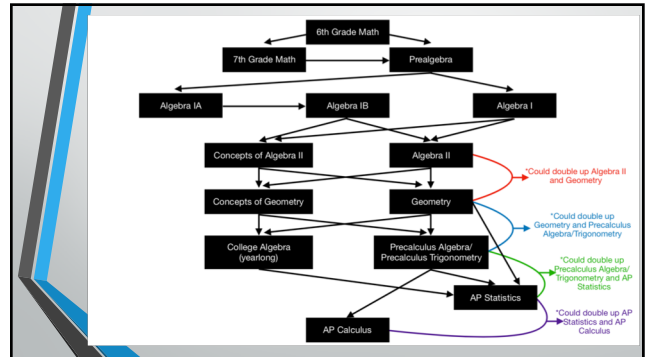 6th Grade Math
7th Grade Math
Prealgebra
Algebra IA
Algebra IB
Algebra I
Concepts of Algebra II
Algebra II
*Could double up Algebra II
and Geometry
Concepts of Geometry
Geometry
*Could double up
Geometry and Precalculus
Algebra/Trigonometry
College Algebra
(yearlong)
Precalculus Algebra/
Precalculus Trigonometry
*Could double up
Precalculus Algebra/
Trigonometry and AP
Statistics
AP Statistics
*Could double up AP
Statistics and AP
Calculus
AP Calculus